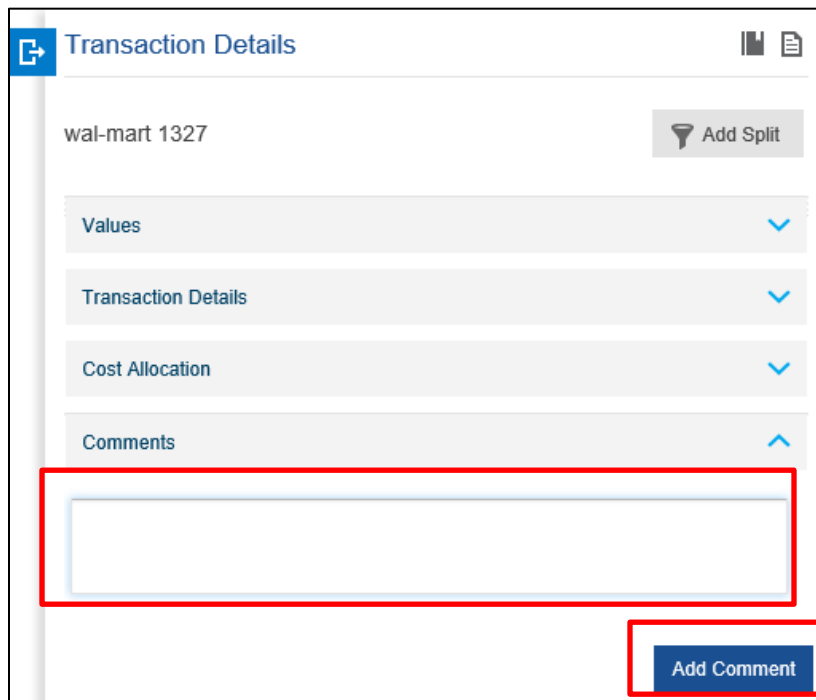 Transaction Details
wal-mart 1327
Add Split
Values
Transaction Details
Cost Allocation
Comments
Add Comment